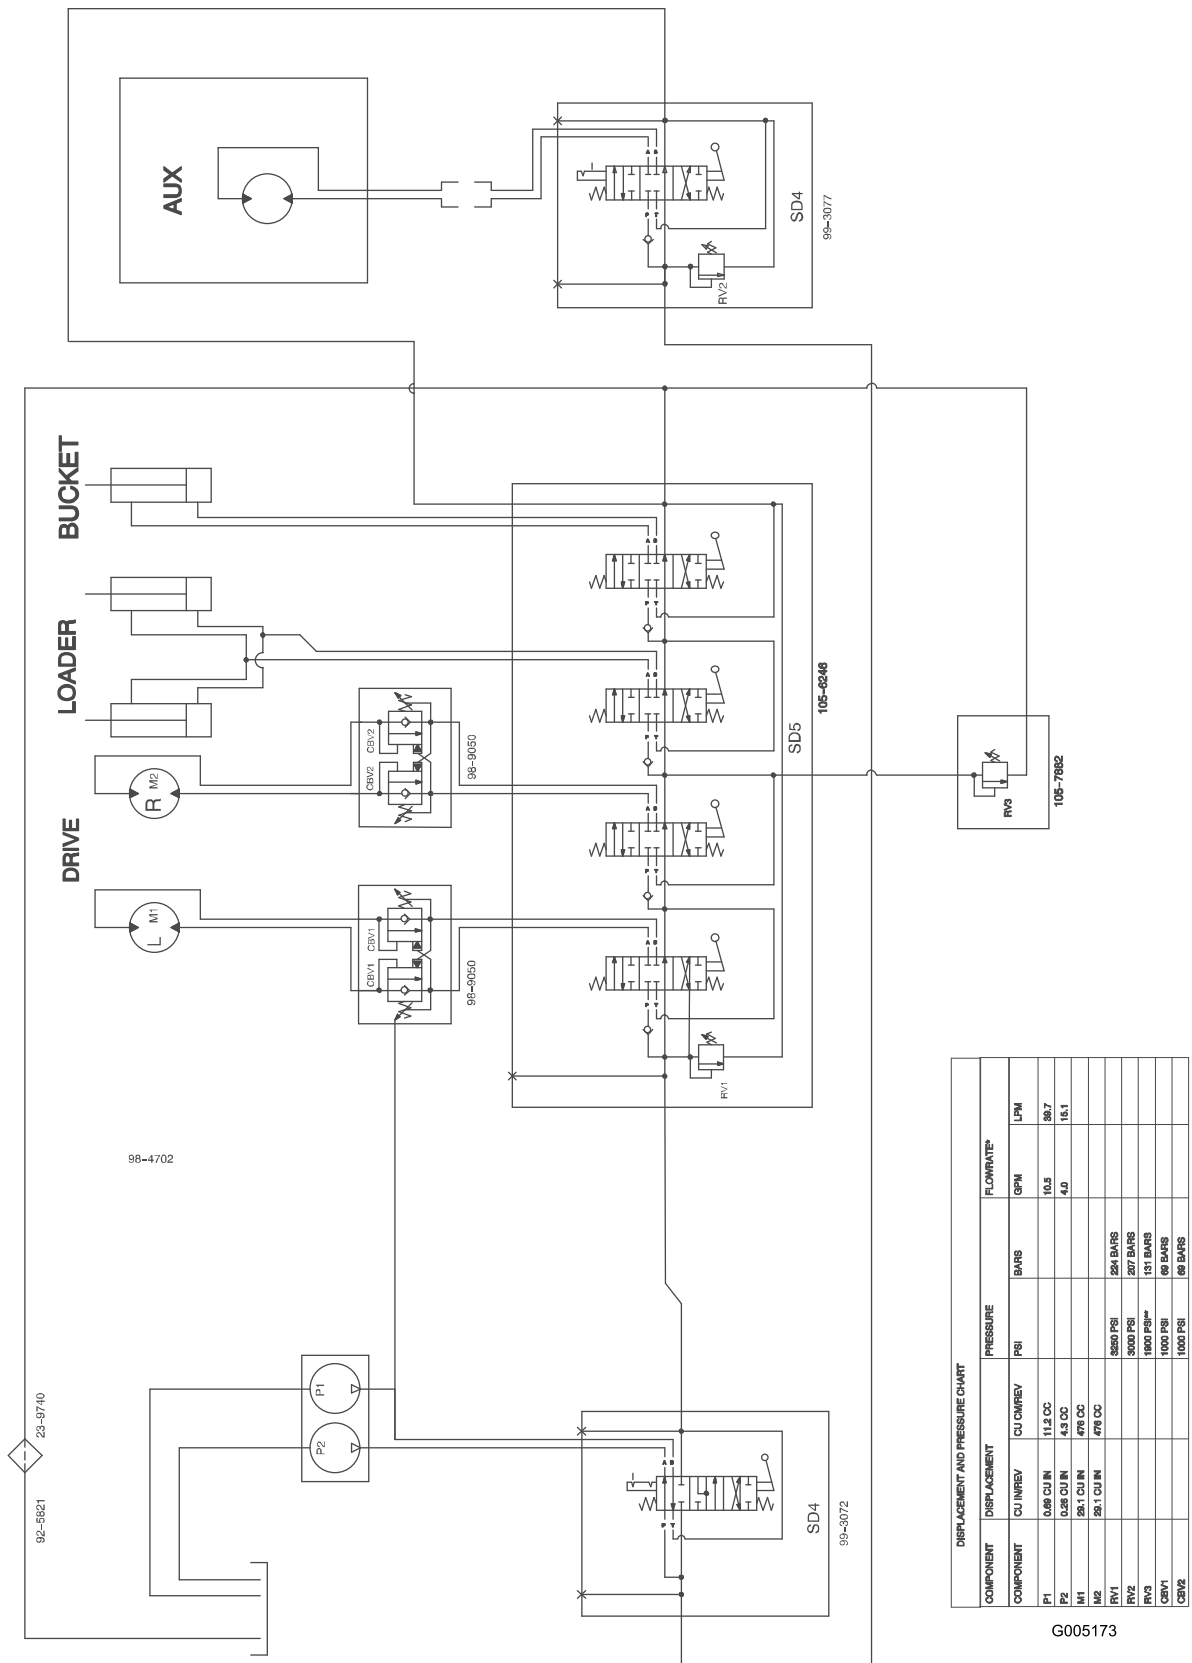 AUX
A B
P T
SD4
99-3077
RV2
BUCKET
A B
P T
LOADER
A B
P T
105-6248
SD5
CBV2
CBV2
98-9050
R M2
DRIVE
A B
P T
RV3
105-7882
L M1
CBV1
CBV1
98-9050
A B
P T
RV1
98-4702
23-9740
92-5821
P1
P2
A B
P T
SD4
99-3072
DISPLACEMENT AND PRESSURE CHART
COMPONENT DISPLACEMENT PRESSURE FLOWRATE*
COMPONENT CU IN/REV CU CM/REV PSI BARS GPM LPM
P1 0.69 CU IN 11.2 CC 10.5 39.7
P2 0.26 CU IN 4.3 CC 4.0 15.1
M1 29.1 CU IN 476 CC
M2 29.1 CU IN 476 CC
RV1 3250 PSI 224 BARS
RV2 3000 PSI 207 BARS
RV3 1900 PSI** 131 BARS
CBV1 1000 PSI 69 BARS
CBV2 1000 PSI 69 BARS
G005173